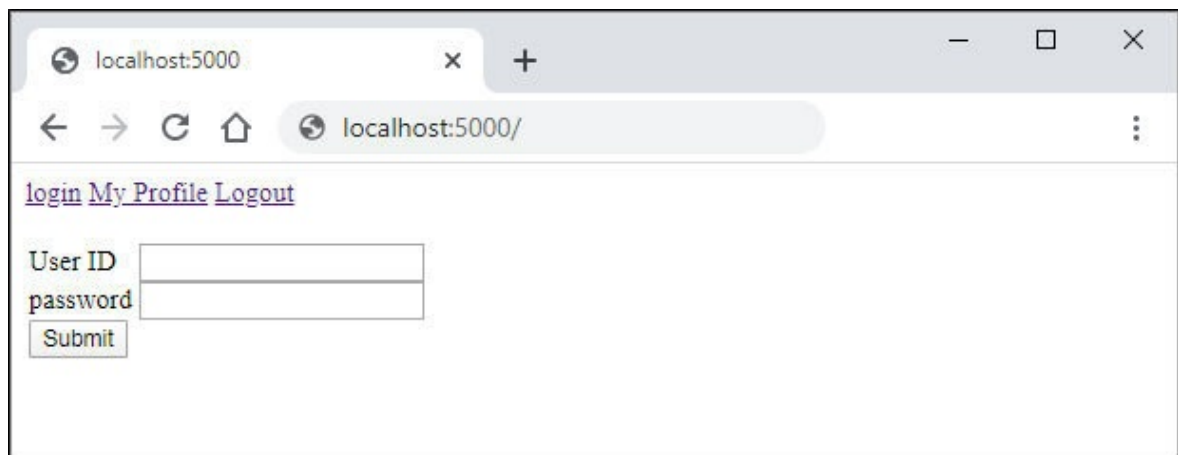 localhost:5000
localhost:5000/
login My Profile Logout
User ID
password
Submit